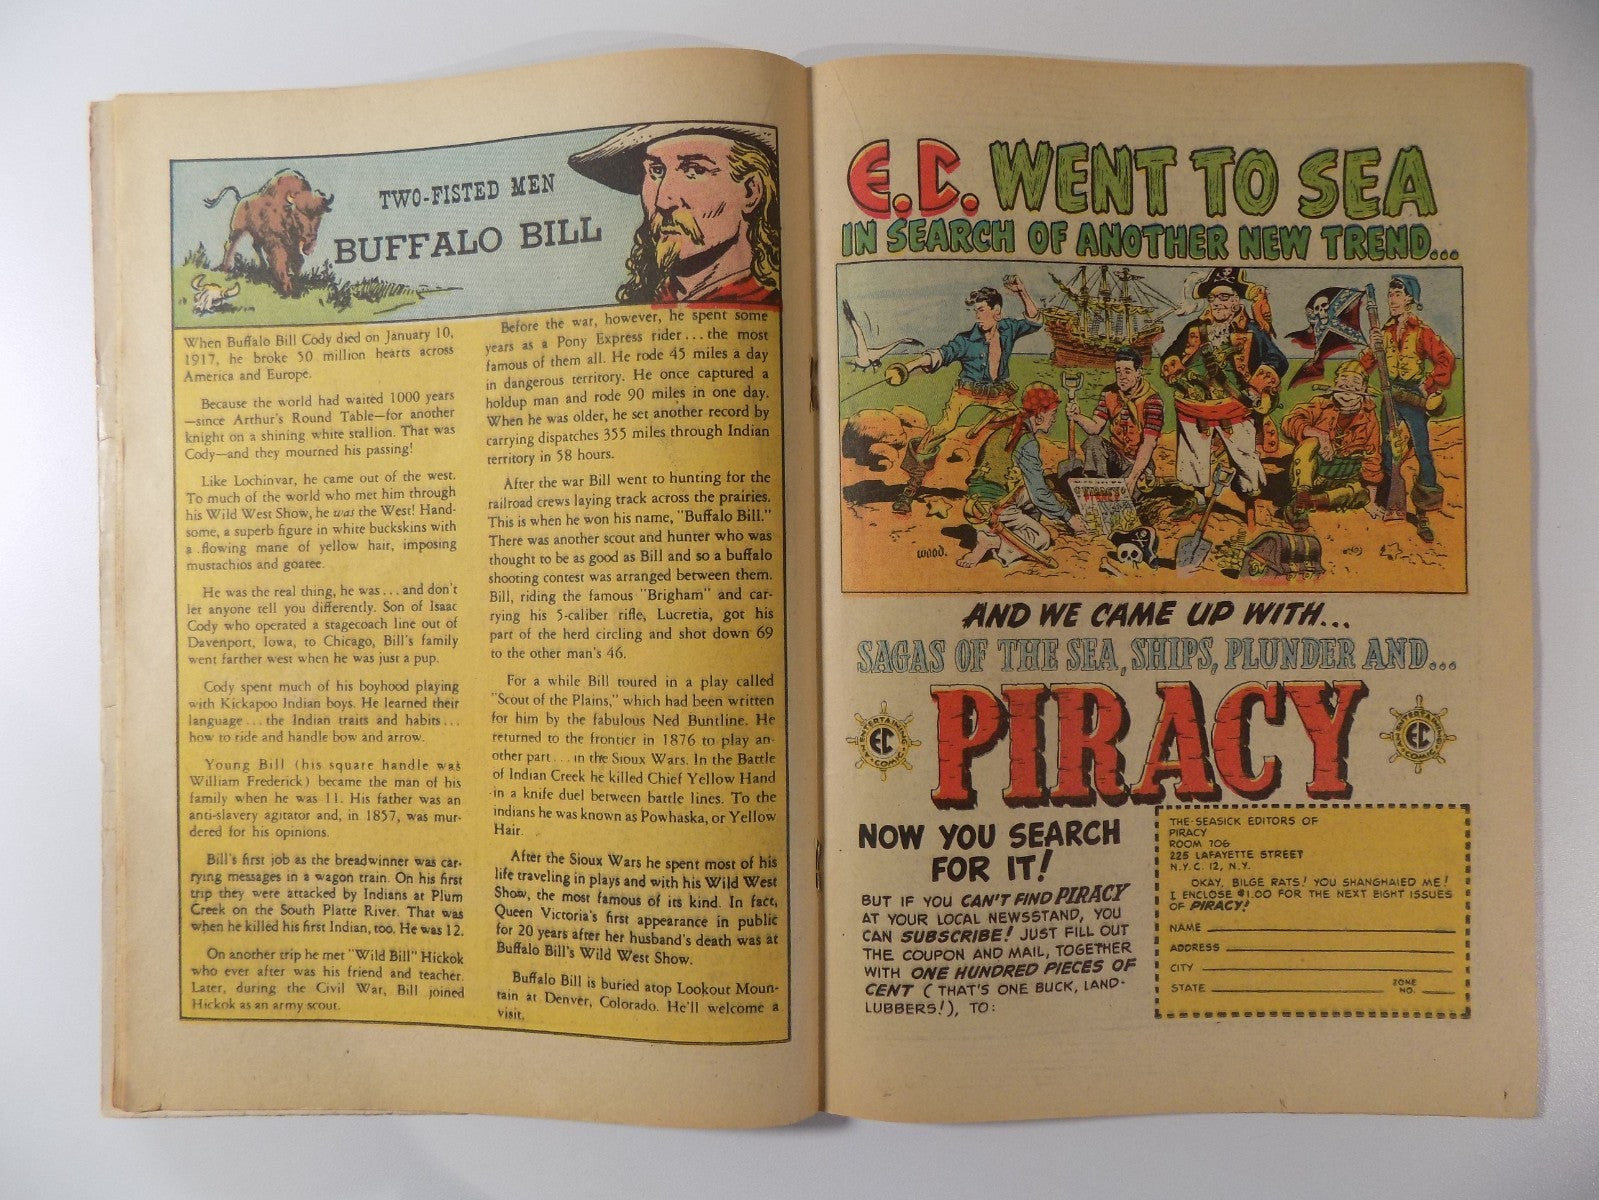 TWO-FISTED MEN
BUFFALO BILL
When Buffalo Bill Cody died on January 10,
1917, he broke 50 million hearts across
America and Europe.
Because the world had waited 1000 years
—since Arthur's Round Table—for another
knight on a shining white stallion. That was
Cody—and they mourned his passing!
Like Lochinvar, he came out of the west.
To much of the world who met him through
his Wild West Show, he was the West! Hand-
some, a superb figure in white buckskins with
a flowing mane of yellow hair, imposing
mustachios and goatee.
He was the real thing, he was... and don't
let anyone tell you differently. Son of Isaac
Cody who operated a stagecoach line out of
Davenport, Iowa, to Chicago, Bill's family
went farther west when he was just a pup.
Cody spent much of his boyhood playing
with Kickapoo Indian boys. He learned their
language... the Indian traits and habits...
how to ride and handle bow and arrow.
Young Bill (his square handle was
William Frederick) became the man of his
family when he was 11. His father was an
anti-slavery agitator and, in 1857, was mur-
dered for his opinions.
Bill's first job as the breadwinner was car-
rying messages in a wagon train. On his first
trip they were attacked by Indians at Plum
Creek on the South Platte River. That was
when he killed his first Indian, too. He was 12.
On another trip he met "Wild Bill" Hickok
who ever after was his friend and teacher.
Later, during the Civil War, Bill joined
Hickok as an army scout.
Before the war, however, he spent some
years as a Pony Express rider... the most
famous of them all. He rode 45 miles a day
in dangerous territory. He once captured a
holdup man and rode 90 miles in one day.
When he was older, he set another record by
carrying dispatches 355 miles through Indian
territory in 58 hours.
After the war Bill went to hunting for the
railroad crews laying track across the prairies.
This is when he won his name, "Buffalo Bill."
There was another scout and hunter who was
thought to be as good as Bill and so a buffalo
shooting contest was arranged between them.
Bill, riding the famous "Brigham" and car-
rying his 5-caliber rifle, Lucretia, got his
part of the herd circling and shot down 69
to the other man's 46.
For a while Bill toured in a play called
"Scout of the Plains," which had been written
for him by the fabulous Ned Buntline. He
returned to the frontier in 1876 to play an-
other part... in the Sioux Wars. In the Battle
of Indian Creek he killed Chief Yellow Hand
in a knife duel between battle lines. To the
indians he was known as Powhaska, or Yellow
Hair.
After the Sioux Wars he spent most of his
life traveling in plays and with his Wild West
Show, the most famous of its kind. In fact,
Queen Victoria's first appearance in public
for 20 years after her husband's death was at
Buffalo Bill's Wild West Show.
Buffalo Bill is buried atop Lookout Moun-
tain at Denver, Colorado. He'll welcome a
visit.
E.C. WENT TO SEA
IN SEARCH OF ANOTHER NEW TREND...
PIRACY
WOOD.
AND WE CAME UP WITH...
SAGAS OF THE SEA, SHIPS, PLUNDER AND...
PIRACY
AN ENTERTAINING COMIC
EC
AN ENTERTAINING COMIC
EC
NOW YOU SEARCH
FOR IT!
BUT IF YOU CAN'T FIND PIRACY
AT YOUR LOCAL NEWSSTAND, YOU
CAN SUBSCRIBE! JUST FILL OUT
THE COUPON AND MAIL, TOGETHER
WITH ONE HUNDRED PIECES OF
CENT (THAT'S ONE BUCK, LAND-
LUBBERS!), TO:
THE SEASICK EDITORS OF
PIRACY
ROOM 706
225 LAFAYETTE STREET
N.Y.C. 12, N.Y.
OKAY, BILGE RATS! YOU SHANGHAIED ME!
I ENCLOSE $1.00 FOR THE NEXT EIGHT ISSUES
OF PIRACY!
NAME
ADDRESS
CITY
STATE ZONE NO.